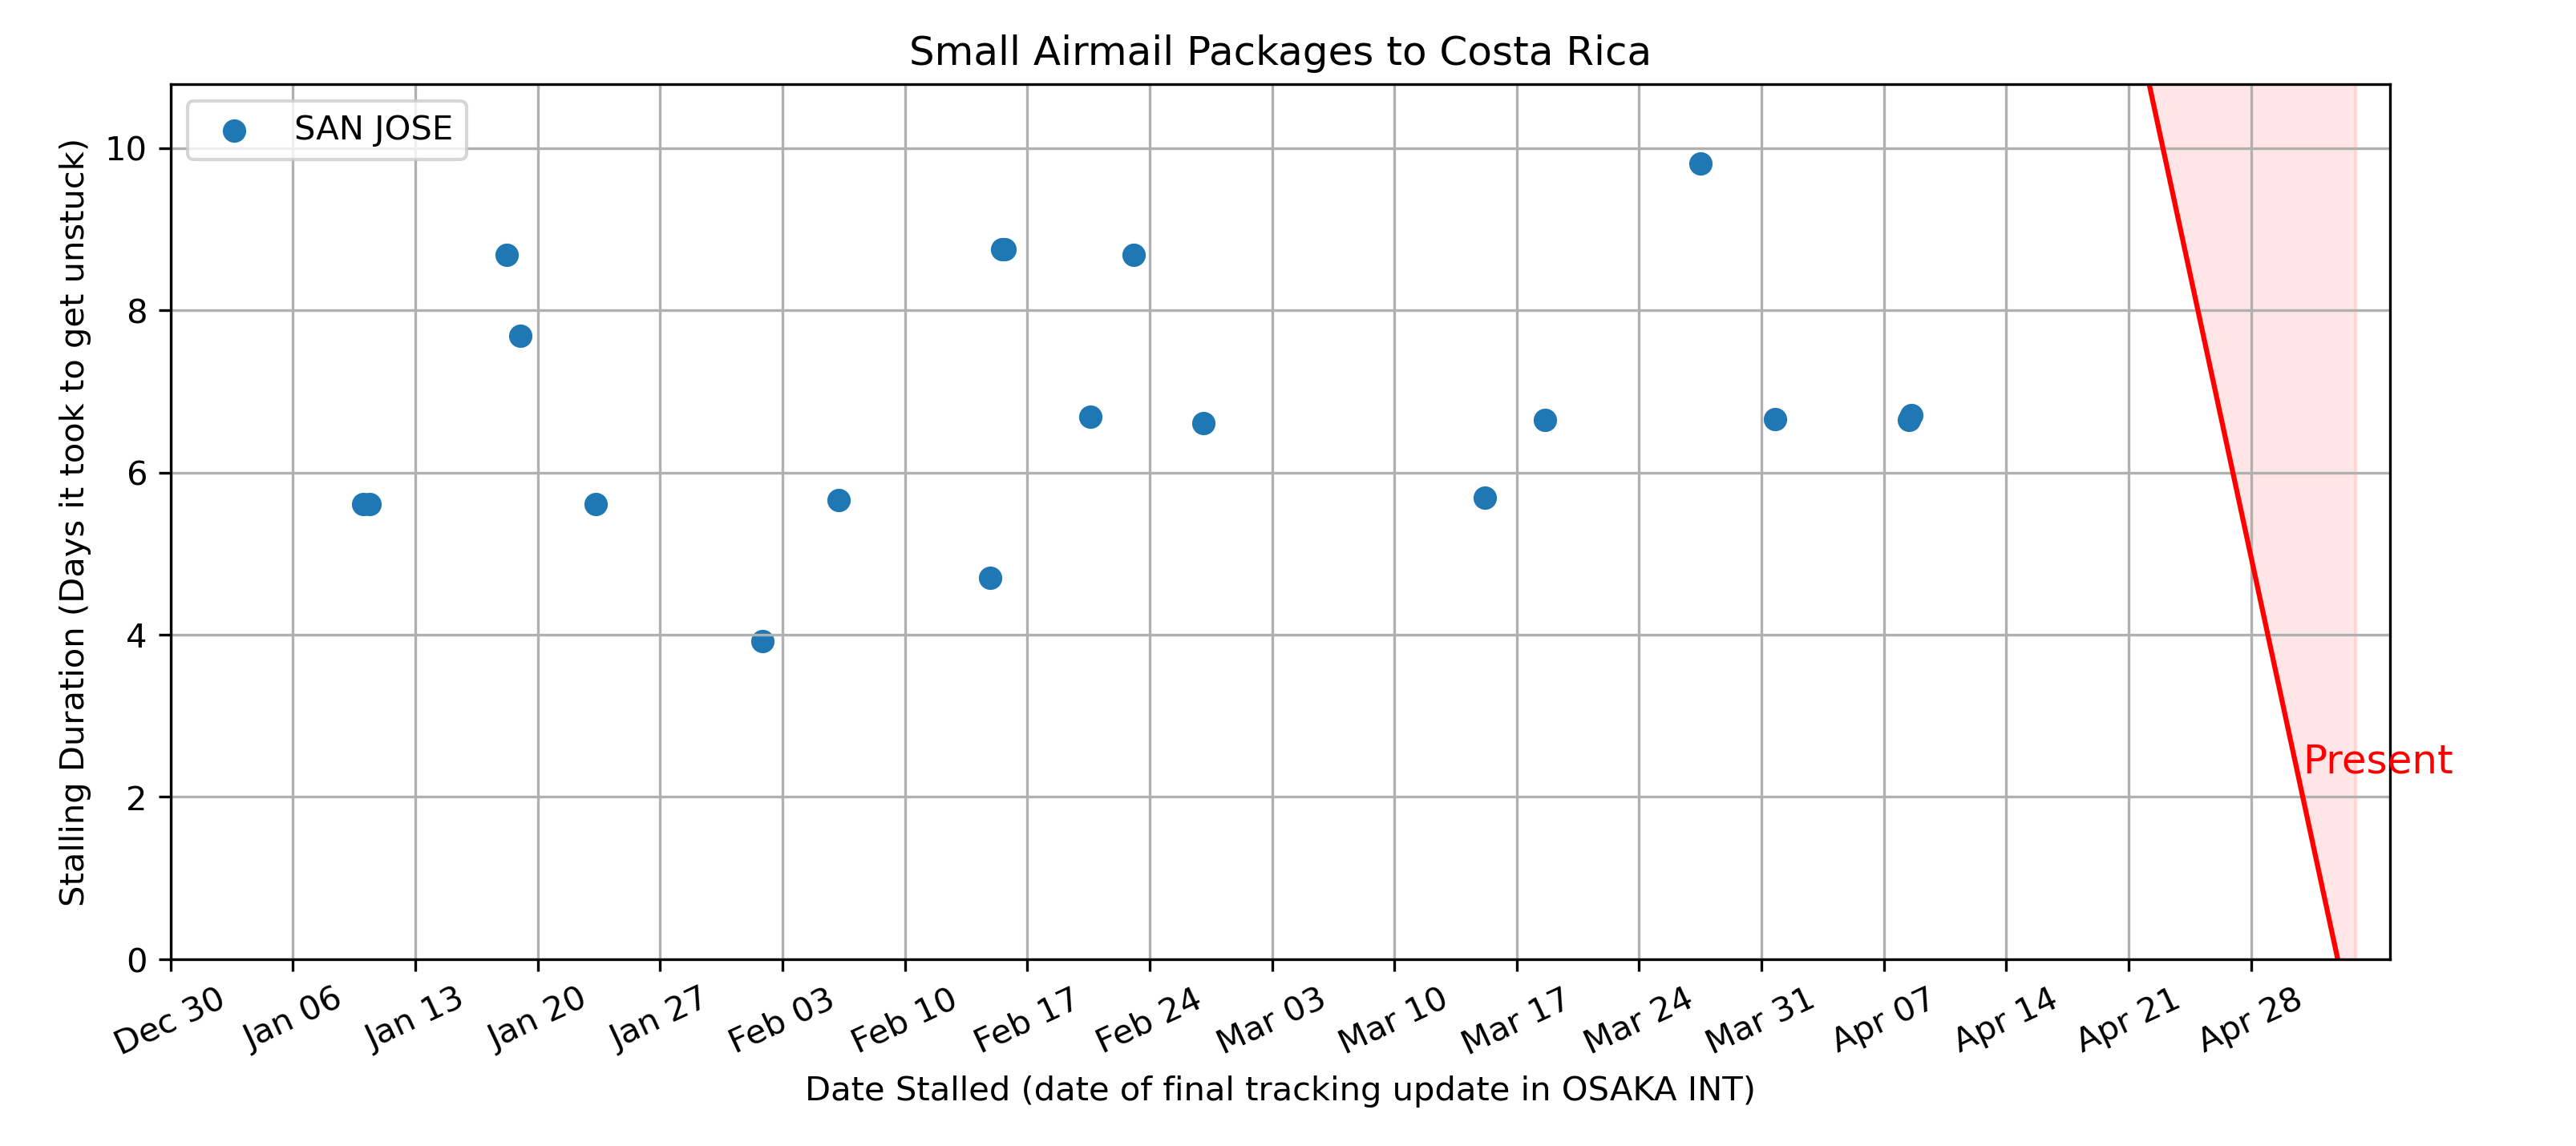 Small Airmail Packages to Costa Rica
SAN JOSE
Stalling Duration (Days it took to get unstuck)
10
8
6
4
2
0
Present
Dec 30
Jan 06
Jan 13
Jan 20
Jan 27
Feb 03
Feb 10
Feb 17
Feb 24
Mar 03
Mar 10
Mar 17
Mar 24
Mar 31
Apr 07
Apr 14
Apr 21
Apr 28
Date Stalled (date of final tracking update in OSAKA INT)